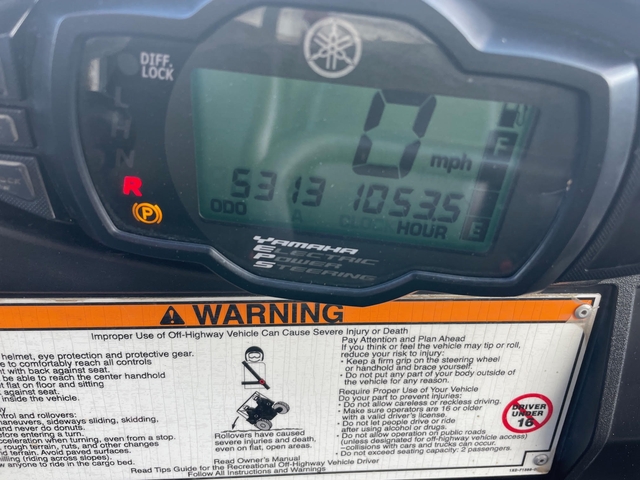 DIFF.
LOCK
L
H
N
R
P
0 mph
F
E
5313 1053.5
ODO HOUR
YAMAHA
ELECTRIC
POWER
STEERING
WARNING
Improper Use of Off-Highway Vehicle Can Cause Severe Injury or Death
helmet, eye protection and protective gear.
to comfortably reach all controls
with back against seat.
be able to reach the center handhold
flat on floor and sitting
against seat.
inside the vehicle.
control and rollovers:
maneuvers, sideways sliding, skidding,
and never do donuts.
before entering a turn.
acceleration when turning, even from a stop.
rough terrain, ruts, and other changes
terrain. Avoid paved surfaces.
hilling (riding across slopes).
anyone to ride in the cargo bed.
Rollovers have caused
severe injuries and death,
even on flat, open areas
Pay Attention and Plan Ahead
If you think or feel the vehicle may tip or roll,
reduce your risk to injury:
• Keep a firm grip on the steering wheel
or handhold and brace yourself.
• Do not put any part of your body outside of
the vehicle for any reason.
Require Proper Use of Your Vehicle
Do your part to prevent injuries:
• Do not allow careless or reckless driving.
• Make sure operators are 16 or older
with a valid driver's license.
• Do not let people drive or ride
after using alcohol or drugs.
• Do not allow operation on public roads
(unless designated for off-highway vehicle access)
- collisions with cars and trucks can occur.
• Do not exceed seating capacity: 2 passengers.
DRIVER
UNDER
16
Read Owner's Manual
Read Tips Guide for the Recreational Off-Highway Vehicle Driver
Follow All Instructions and Warnings